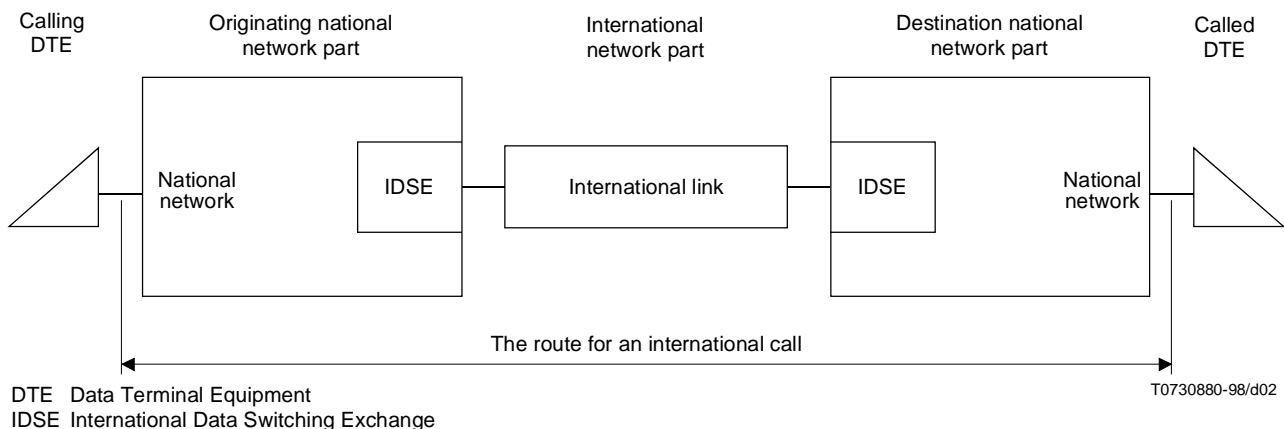 Calling
DTE
Originating national
network part
International
network part
Destination national
network part
Called
DTE
National
network
IDSE
International link
IDSE
National
network
The route for an international call
T0730880-98/d02
DTE Data Terminal Equipment
IDSE International Data Switching Exchange